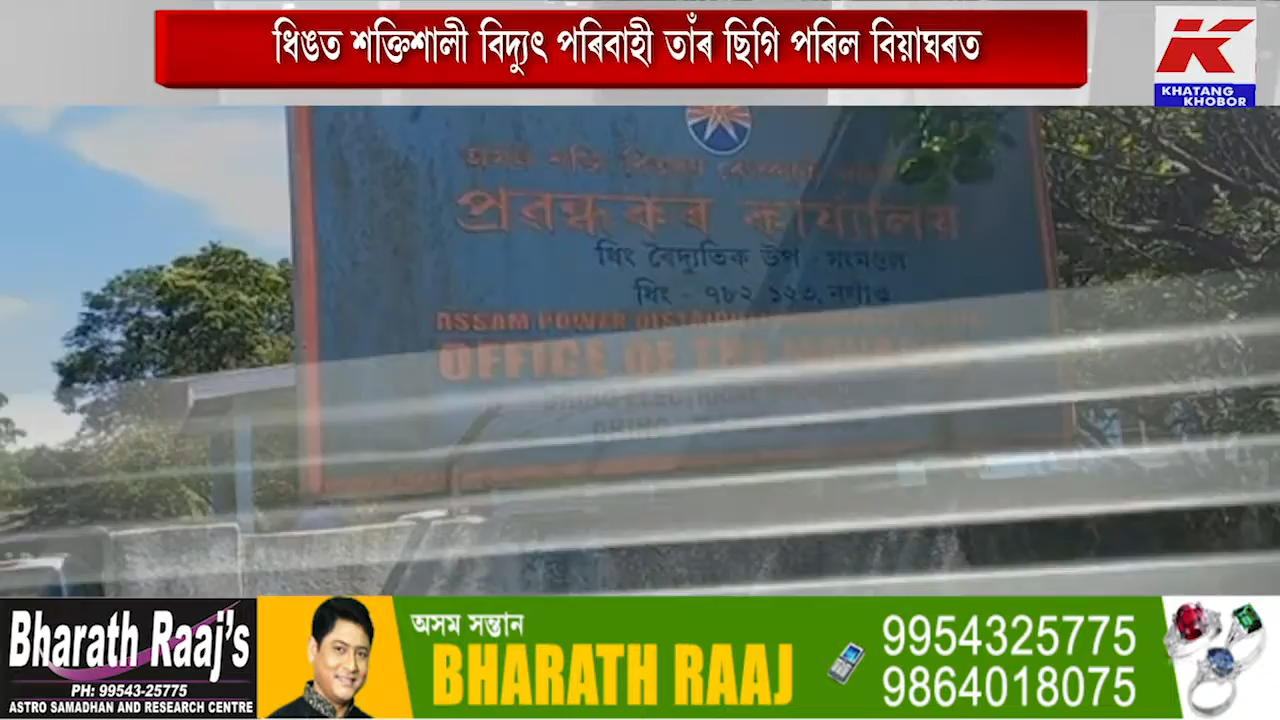 ধিঙত শক্তিশালী বিদ্যুৎ পৰিবাহী তাঁৰ ছিগি পৰিল বিয়াঘৰত
K
KHATANG
KHOBOR
প্ৰবন্ধকৰ কাৰ্য্যালয়
ধিং বৈদ্যুতিক উপ - সংমণ্ডল
ধিং - ৭৮২ ১২৩, নগাঁও
ASSAM POWAR
OFFICE OF THE
Bharath Raaj's
PH: 99543-25775
ASTRO SAMADHAN AND RESEARCH CENTRE
অসম সন্তান
BHARATH RAAJ
9954325775
9864018075